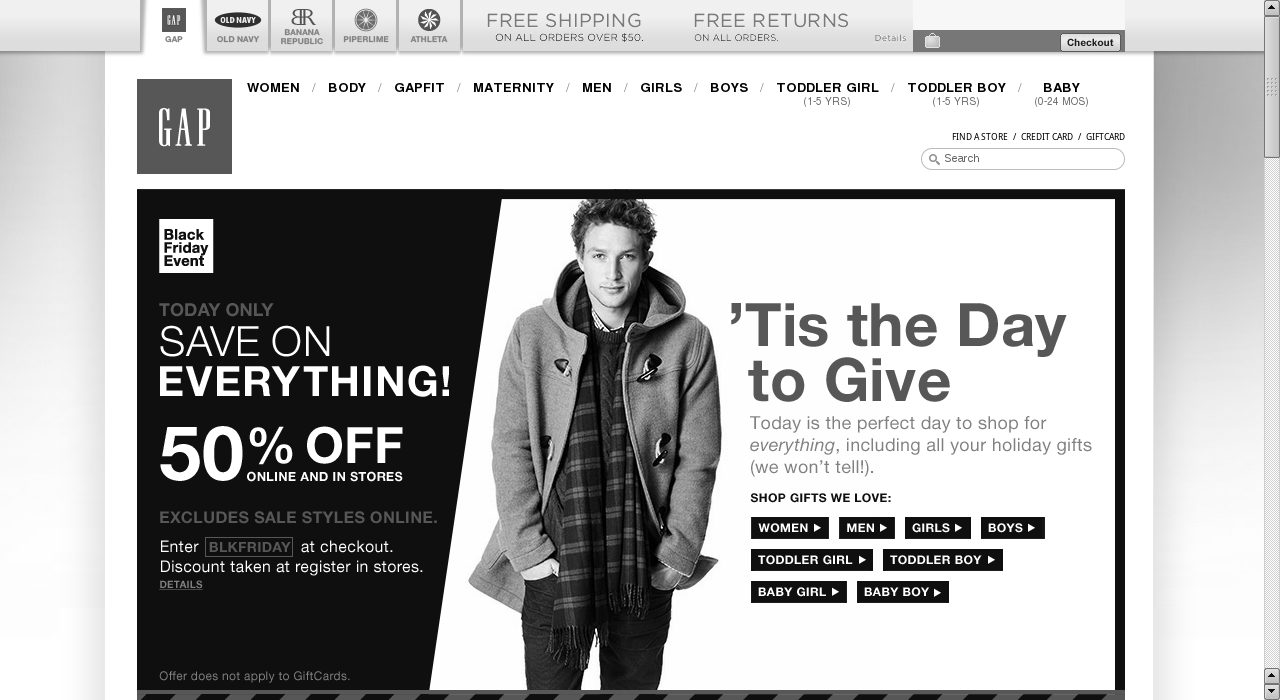 GAP
OLD NAVY
BR
GAP
OLD NAVY
BANANA
REPUBLIC
PIPERLIME
ATHLETA
FREE SHIPPING
ON ALL ORDERS OVER $50.
FREE RETURNS
ON ALL ORDERS.
Details
Checkout
GAP
WOMEN / BODY / GAPFIT / MATERNITY / MEN / GIRLS / BOYS / TODDLER GIRL / TODDLER BOY / BABY
(1-5 YRS) (1-5 YRS) (0-24 MOS)
FIND A STORE / CREDIT CARD / GIFTCARD
Search
Black
Friday
Event
TODAY ONLY
SAVE ON
EVERYTHING!
50% OFF
ONLINE AND IN STORES
EXCLUDES SALE STYLES ONLINE.
Enter BLKFRIDAY at checkout.
Discount taken at register in stores.
DETAILS
Offer does not apply to GiftCards.
’Tis the Day
to Give
Today is the perfect day to shop for
everything, including all your holiday gifts
(we won’t tell!).
SHOP GIFTS WE LOVE:
WOMEN MEN GIRLS BOYS
TODDLER GIRL TODDLER BOY
BABY GIRL BABY BOY